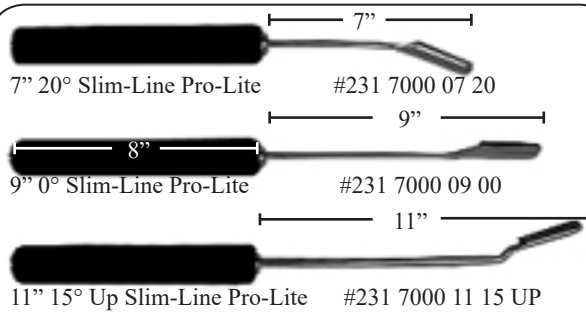 7”
7” 20° Slim-Line Pro-Lite #231 7000 07 20
9”
8”
9” 0° Slim-Line Pro-Lite #231 7000 09 00
11”
11” 15° Up Slim-Line Pro-Lite #231 7000 11 15 UP